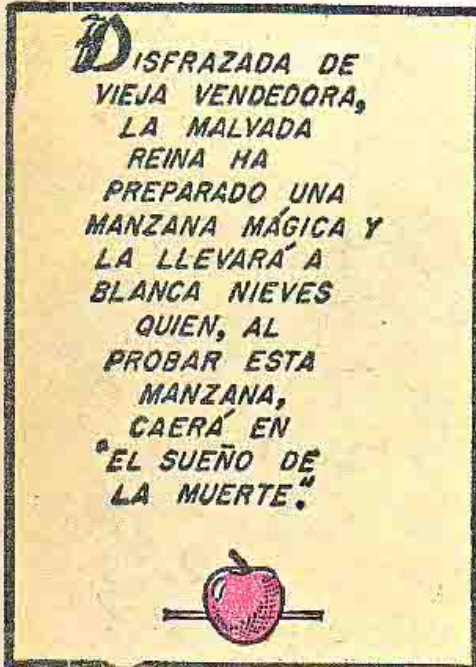 DISFRAZADA DE
VIEJA VENDEDORA,
LA MALVADA
REINA HA
PREPARADO UNA
MANZANA MÁGICA Y
LA LLEVARÁ A
BLANCA NIEVES
QUIEN, AL
PROBAR ESTA
MANZANA,
CAERÁ EN
"EL SUEÑO DE
LA MUERTE".